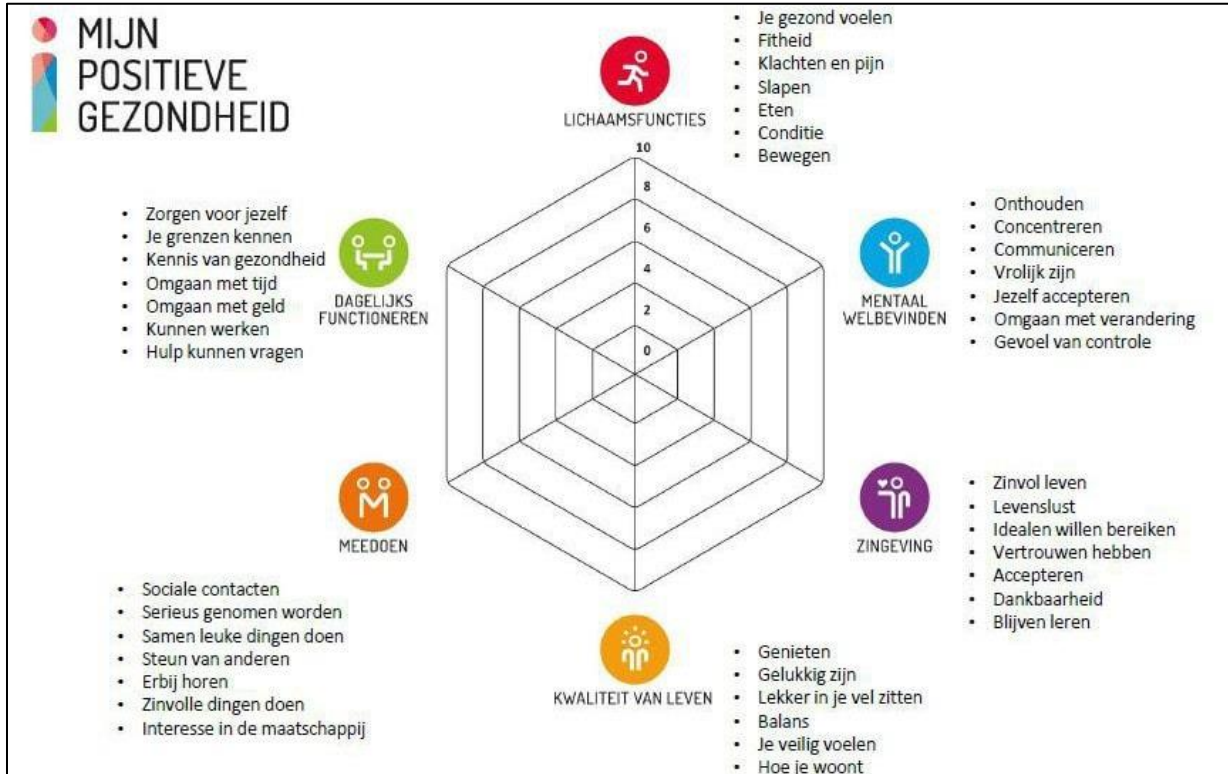 MIJN
POSITIEVE
GEZONDHEID
LICHAAMSFUNCTIES
• Je gezond voelen
• Fitheid
• Klachten en pijn
• Slapen
• Eten
• Conditie
• Bewegen
10
8
6
4
2
0
MENTAAL
WELBEVINDEN
• Onthouden
• Concentreren
• Communiceren
• Vrolijk zijn
• Jezelf accepteren
• Omgaan met verandering
• Gevoel van controle
ZINGEVING
• Zinvol leven
• Levenslust
• Idealen willen bereiken
• Vertrouwen hebben
• Accepteren
• Dankbaarheid
• Blijven leren
KWALITEIT VAN LEVEN
• Genieten
• Gelukkig zijn
• Lekker in je vel zitten
• Balans
• Je veilig voelen
• Hoe je woont
MEEDOEN
• Sociale contacten
• Serieus genomen worden
• Samen leuke dingen doen
• Steun van anderen
• Erbij horen
• Zinvolle dingen doen
• Interesse in de maatschappij
DAGELIJKS
FUNCTIONEREN
• Zorgen voor jezelf
• Je grenzen kennen
• Kennis van gezondheid
• Omgaan met tijd
• Omgaan met geld
• Kunnen werken
• Hulp kunnen vragen